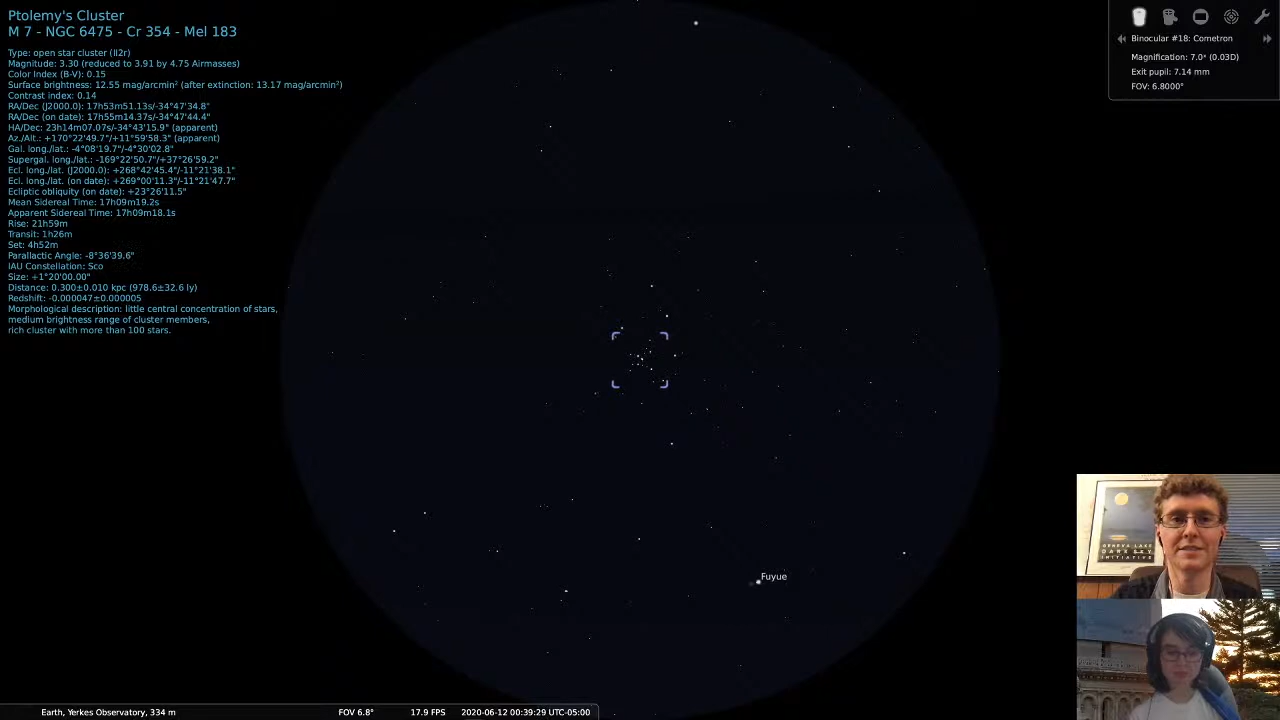 Ptolemy's Cluster
M 7 - NGC 6475 - Cr 354 - Mel 183
Type: open star cluster (II2r)
Magnitude: 3.30 (reduced to 3.91 by 4.75 Airmasses)
Color Index (B-V): 0.15
Surface brightness: 12.55 mag/arcmin² (after extinction: 13.17 mag/arcmin²)
Contrast index: 0.14
RA/Dec (J2000.0): 17h53m51.13s/-34°47'34.8"
RA/Dec (on date): 17h55m14.37s/-34°47'44.4"
HA/Dec: 23h14m07.07s/-34°43'15.9" (apparent)
Az./Alt.: +170°22'49.7"/+11°59'58.3" (apparent)
Gal. long./lat.: -4°08'19.7"/-4°30'02.8"
Supergal. long./lat.: -169°22'50.7"/+37°26'59.2"
Ecl. long./lat. (J2000.0): +268°42'45.4"/-11°21'38.1"
Ecl. long./lat. (on date): +269°00'11.3"/-11°21'47.7"
Ecliptic obliquity (on date): +23°26'11.5"
Mean Sidereal Time: 17h09m19.2s
Apparent Sidereal Time: 17h09m18.1s
Rise: 21h59m
Transit: 1h26m
Set: 4h52m
Parallactic Angle: -8°36'39.6"
IAU Constellation: Sco
Size: +1°20'00.00"
Distance: 0.300±0.010 kpc (978.6±32.6 ly)
Redshift: -0.000047±0.000005
Morphological description: little central concentration of stars,
medium brightness range of cluster members,
rich cluster with more than 100 stars.
Binocular #18: Cometron
Magnification: 7.0× (0.03D)
Exit pupil: 7.14 mm
FOV: 6.8000°
Fuyue
GENEVA LAKE
DARK SKY
INITIATIVE
Earth, Yerkes Observatory, 334 m
FOV 6.8°
17.9 FPS
2020-06-12 00:39:29 UTC-05:00